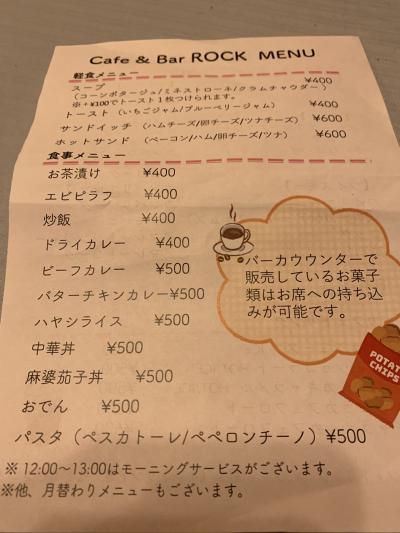 Cafe & Bar ROCK MENU
軽食メニュー
スープ ¥400
（コーンポタージュ/ミネストローネ/クラムチャウダー）
※＋¥100でトースト１枚つけられます。
トースト（いちごジャム/ブルーベリージャム） ¥400
サンドイッチ（ハムチーズ/卵チーズ/ツナチーズ） ¥600
ホットサンド （ベーコン/ハム/卵チーズ/ツナ） ¥600
食事メニュー
お茶漬け ¥400
エビピラフ ¥400
炒飯 ¥400
ドライカレー ¥400
ビーフカレー ¥500
バターチキンカレー¥500
ハヤシライス ¥500
中華丼 ¥500
麻婆茄子丼 ¥500
おでん ¥500
パスタ（ペスカトーレ/ペペロンチーノ）¥500
※ 12:00〜13:00はモーニングサービスがございます。
※他、月替わりメニューもございます。
バーカウウンターで
販売しているお菓子
類はお席への持ち込
みが可能です。
POTATO
CHIPS